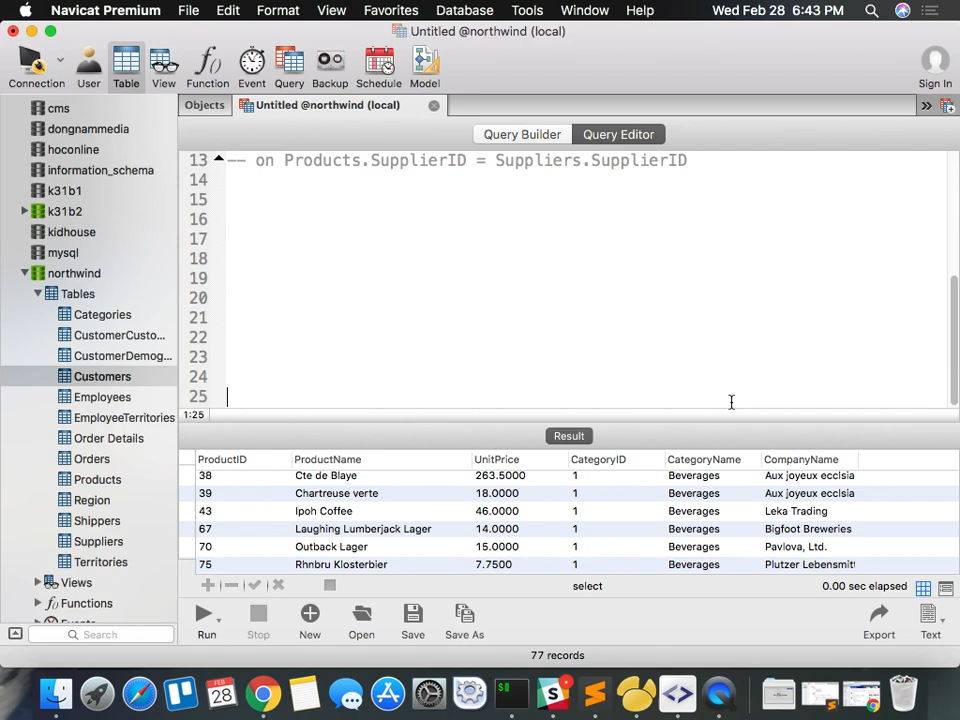 Navicat Premium File Edit Format View Favorites Database Tools Window Help Wed Feb 28 6:43 PM
Untitled @northwind (local)
Connection User Table View Function Event Query Backup Schedule Model Sign In
Objects Untitled @northwind (local)
Query Builder Query Editor
cms
dongnammedia
hoconline
information_schema
k31b1
k31b2
kidhouse
mysql
northwind
Tables
Categories
CustomerCusto...
CustomerDemog...
Customers
Employees
EmployeeTerritories
Order Details
Orders
Products
Region
Shippers
Suppliers
Territories
Views
Functions
Search
13 -- on Products.SupplierID = Suppliers.SupplierID
14
15
16
17
18
19
20
21
22
23
24
25
1:25
Result
ProductID ProductName UnitPrice CategoryID CategoryName CompanyName
38 Cte de Blaye 263.5000 1 Beverages Aux joyeux ecclsia
39 Chartreuse verte 18.0000 1 Beverages Aux joyeux ecclsia
43 Ipoh Coffee 46.0000 1 Beverages Leka Trading
67 Laughing Lumberjack Lager 14.0000 1 Beverages Bigfoot Breweries
70 Outback Lager 15.0000 1 Beverages Pavlova, Ltd.
75 Rhnbru Klosterbier 7.7500 1 Beverages Plutzer Lebensmit
select 0.00 sec elapsed
Run Stop New Open Save Save As Export Text
77 records